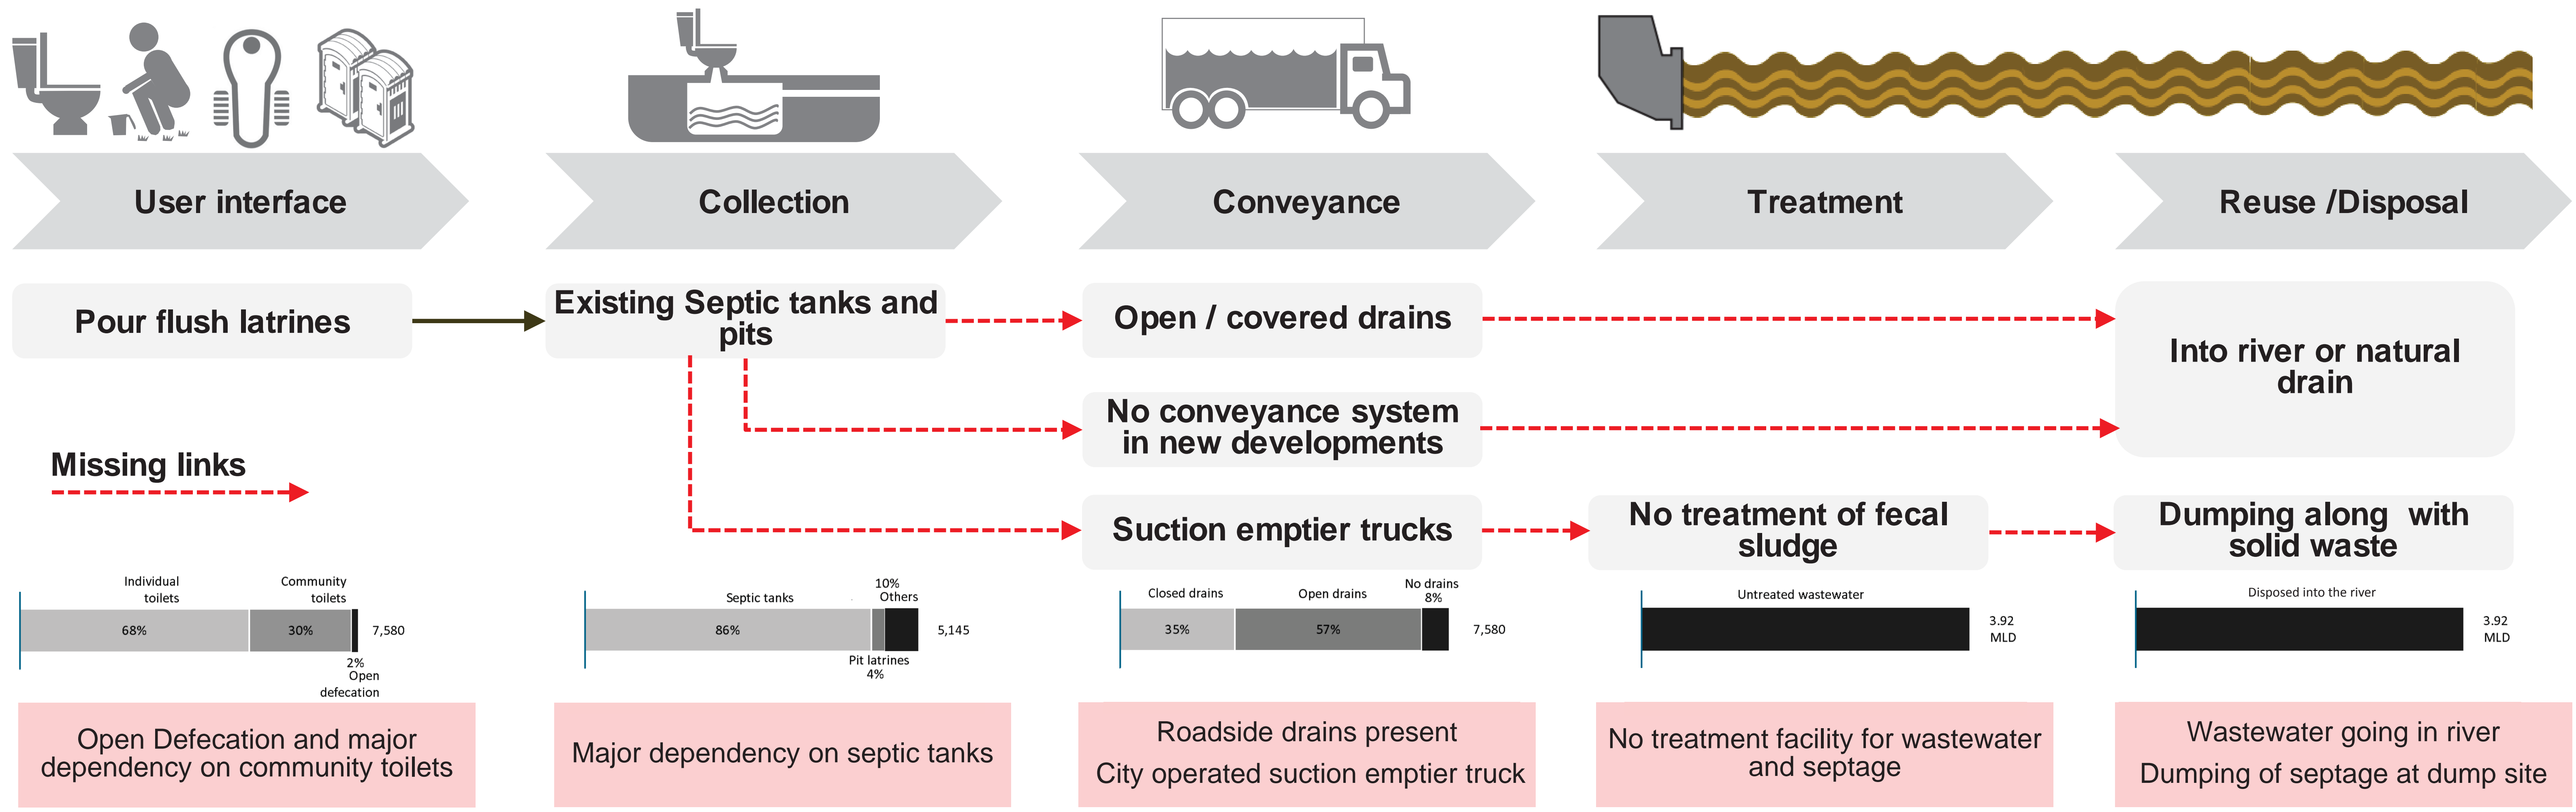 User interface
Collection
Conveyance
Treatment
Reuse /Disposal
Pour flush latrines
Existing Septic tanks and
pits
Open / covered drains
Into river or natural
drain
No conveyance system
in new developments
Missing links
Suction emptier trucks
No treatment of fecal
sludge
Dumping along with
solid waste
Individual
toilets
Community
toilets
68%
30%
7,580
2%
Open
defecation
Septic tanks
10%
Others
86%
5,145
Pit latrines
4%
Closed drains
Open drains
No drains
8%
35%
57%
7,580
Untreated wastewater
3.92
MLD
Disposed into the river
3.92
MLD
Open Defecation and major
dependency on community toilets
Major dependency on septic tanks
Roadside drains present
City operated suction emptier truck
No treatment facility for wastewater
and septage
Wastewater going in river
Dumping of septage at dump site